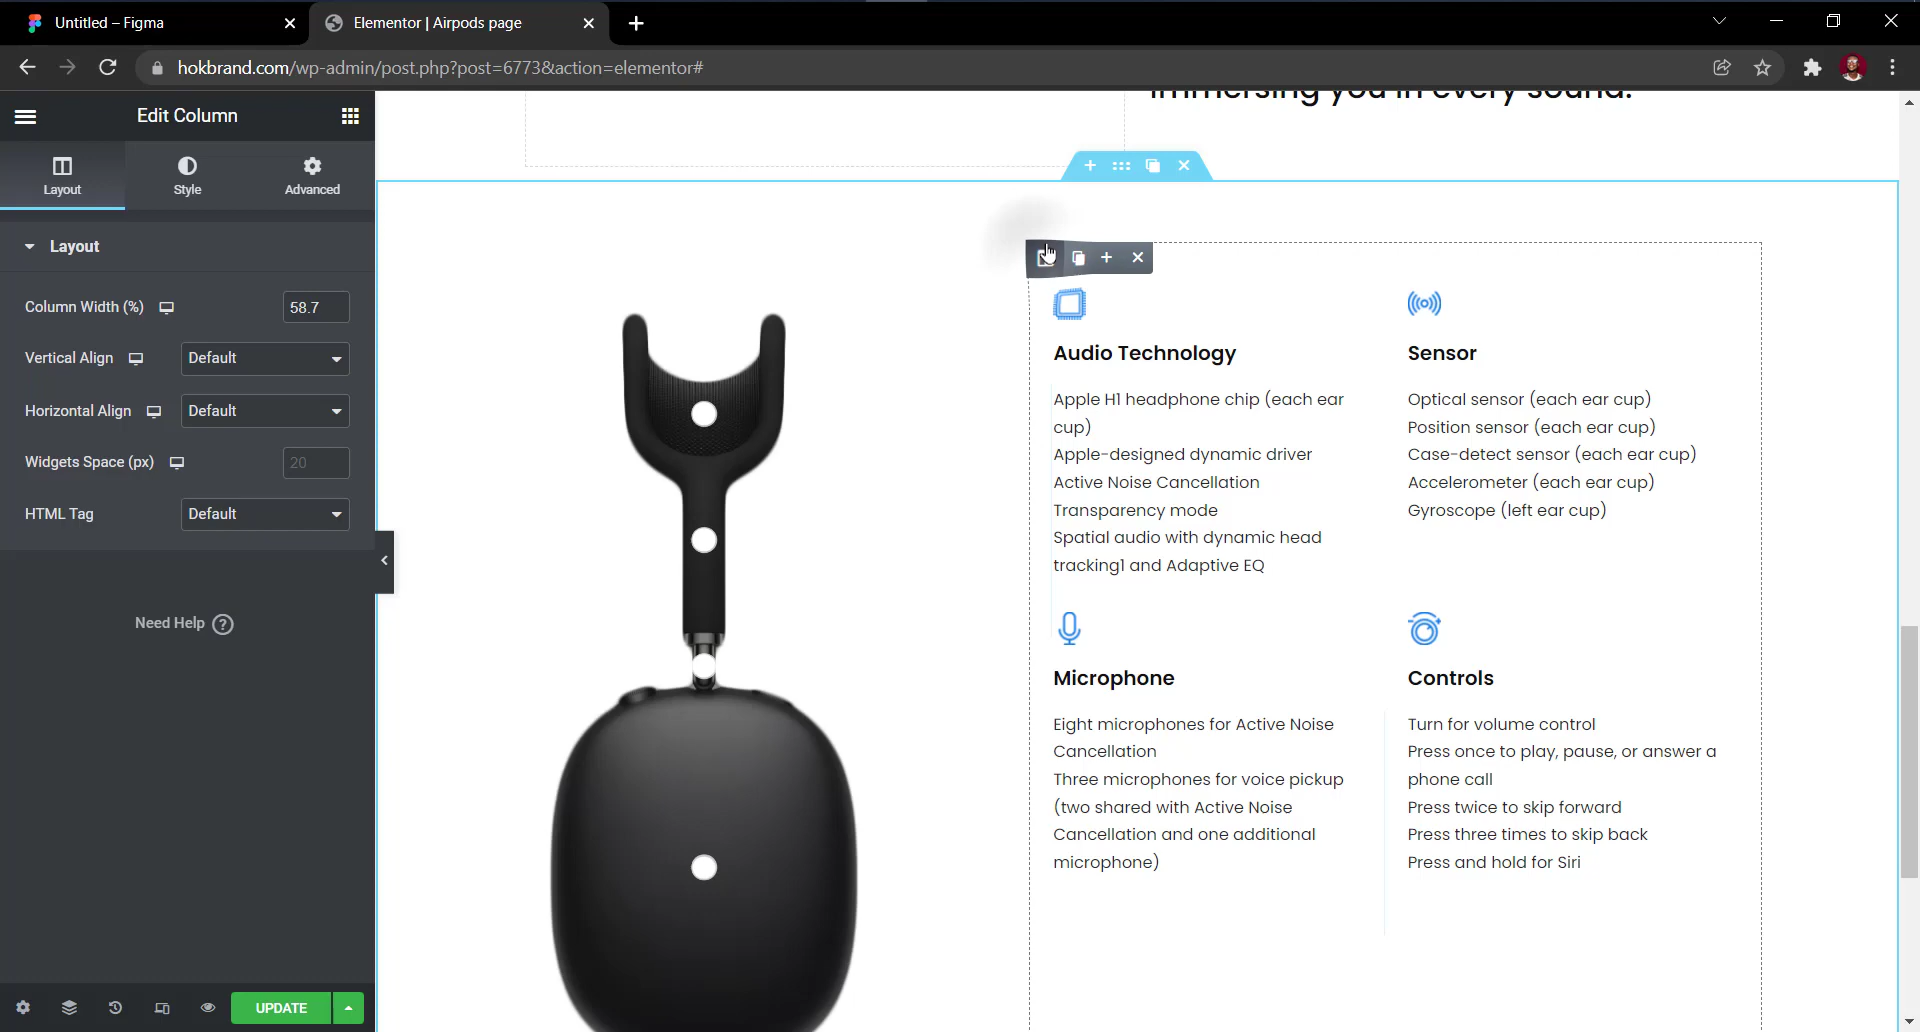 Untitled – Figma
Elementor | Airpods page
hokbrand.com/wp-admin/post.php?post=6773&action=elementor#
Edit Column
Layout
Style
Advanced
Layout
Column Width (%)
58.7
Vertical Align
Default
Horizontal Align
Default
Widgets Space (px)
20
HTML Tag
Default
Need Help ?
UPDATE
immersing you in every sound.
Audio Technology
Apple H1 headphone chip (each ear
cup)
Apple-designed dynamic driver
Active Noise Cancellation
Transparency mode
Spatial audio with dynamic head
tracking1 and Adaptive EQ
Sensor
Optical sensor (each ear cup)
Position sensor (each ear cup)
Case-detect sensor (each ear cup)
Accelerometer (each ear cup)
Gyroscope (left ear cup)
Microphone
Eight microphones for Active Noise
Cancellation
Three microphones for voice pickup
(two shared with Active Noise
Cancellation and one additional
microphone)
Controls
Turn for volume control
Press once to play, pause, or answer a
phone call
Press twice to skip forward
Press three times to skip back
Press and hold for Siri